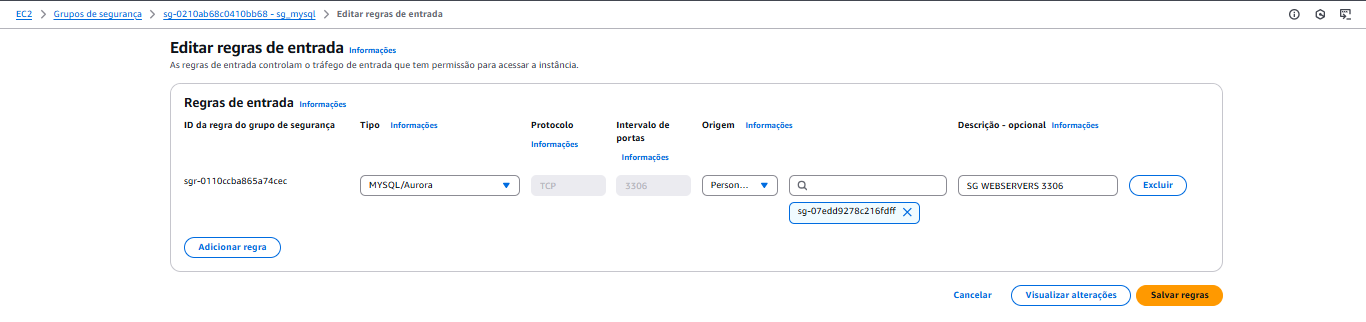 EC2 > Grupos de segurança > sg-0210ab68c0410bb68 - sg_mysql > Editar regras de entrada
Editar regras de entrada Informações
As regras de entrada controlam o tráfego de entrada que tem permissão para acessar a instância.
Regras de entrada Informações
ID da regra do grupo de segurança
Tipo Informações
Protocolo
Informações
Intervalo de
portas
Informações
Origem Informações
Descrição - opcional Informações
sgr-0110ccba865a74cec
MYSQL/Aurora
TCP
3306
Person...
sg-07edd9278c216fdff
SG WEBSERVERS 3306
Excluir
Adicionar regra
Cancelar
Visualizar alterações
Salvar regras